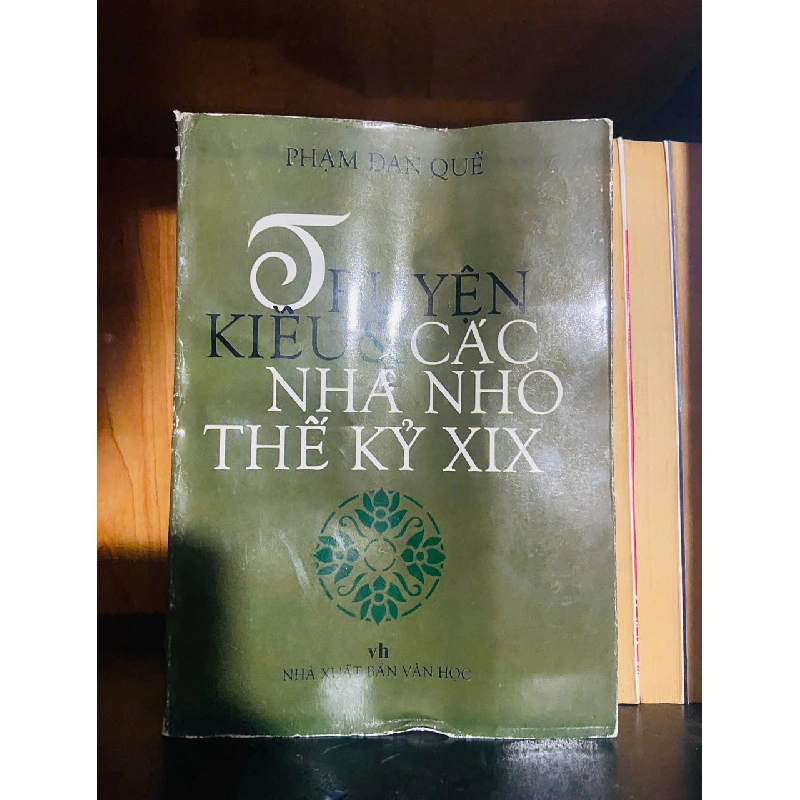 PHẠM ĐAN QUẾ
TRUYỆN
KIỀU & CÁC
NHÀ NHO
THẾ KỶ XIX
vh
NHÀ XUẤT BẢN VĂN HỌC